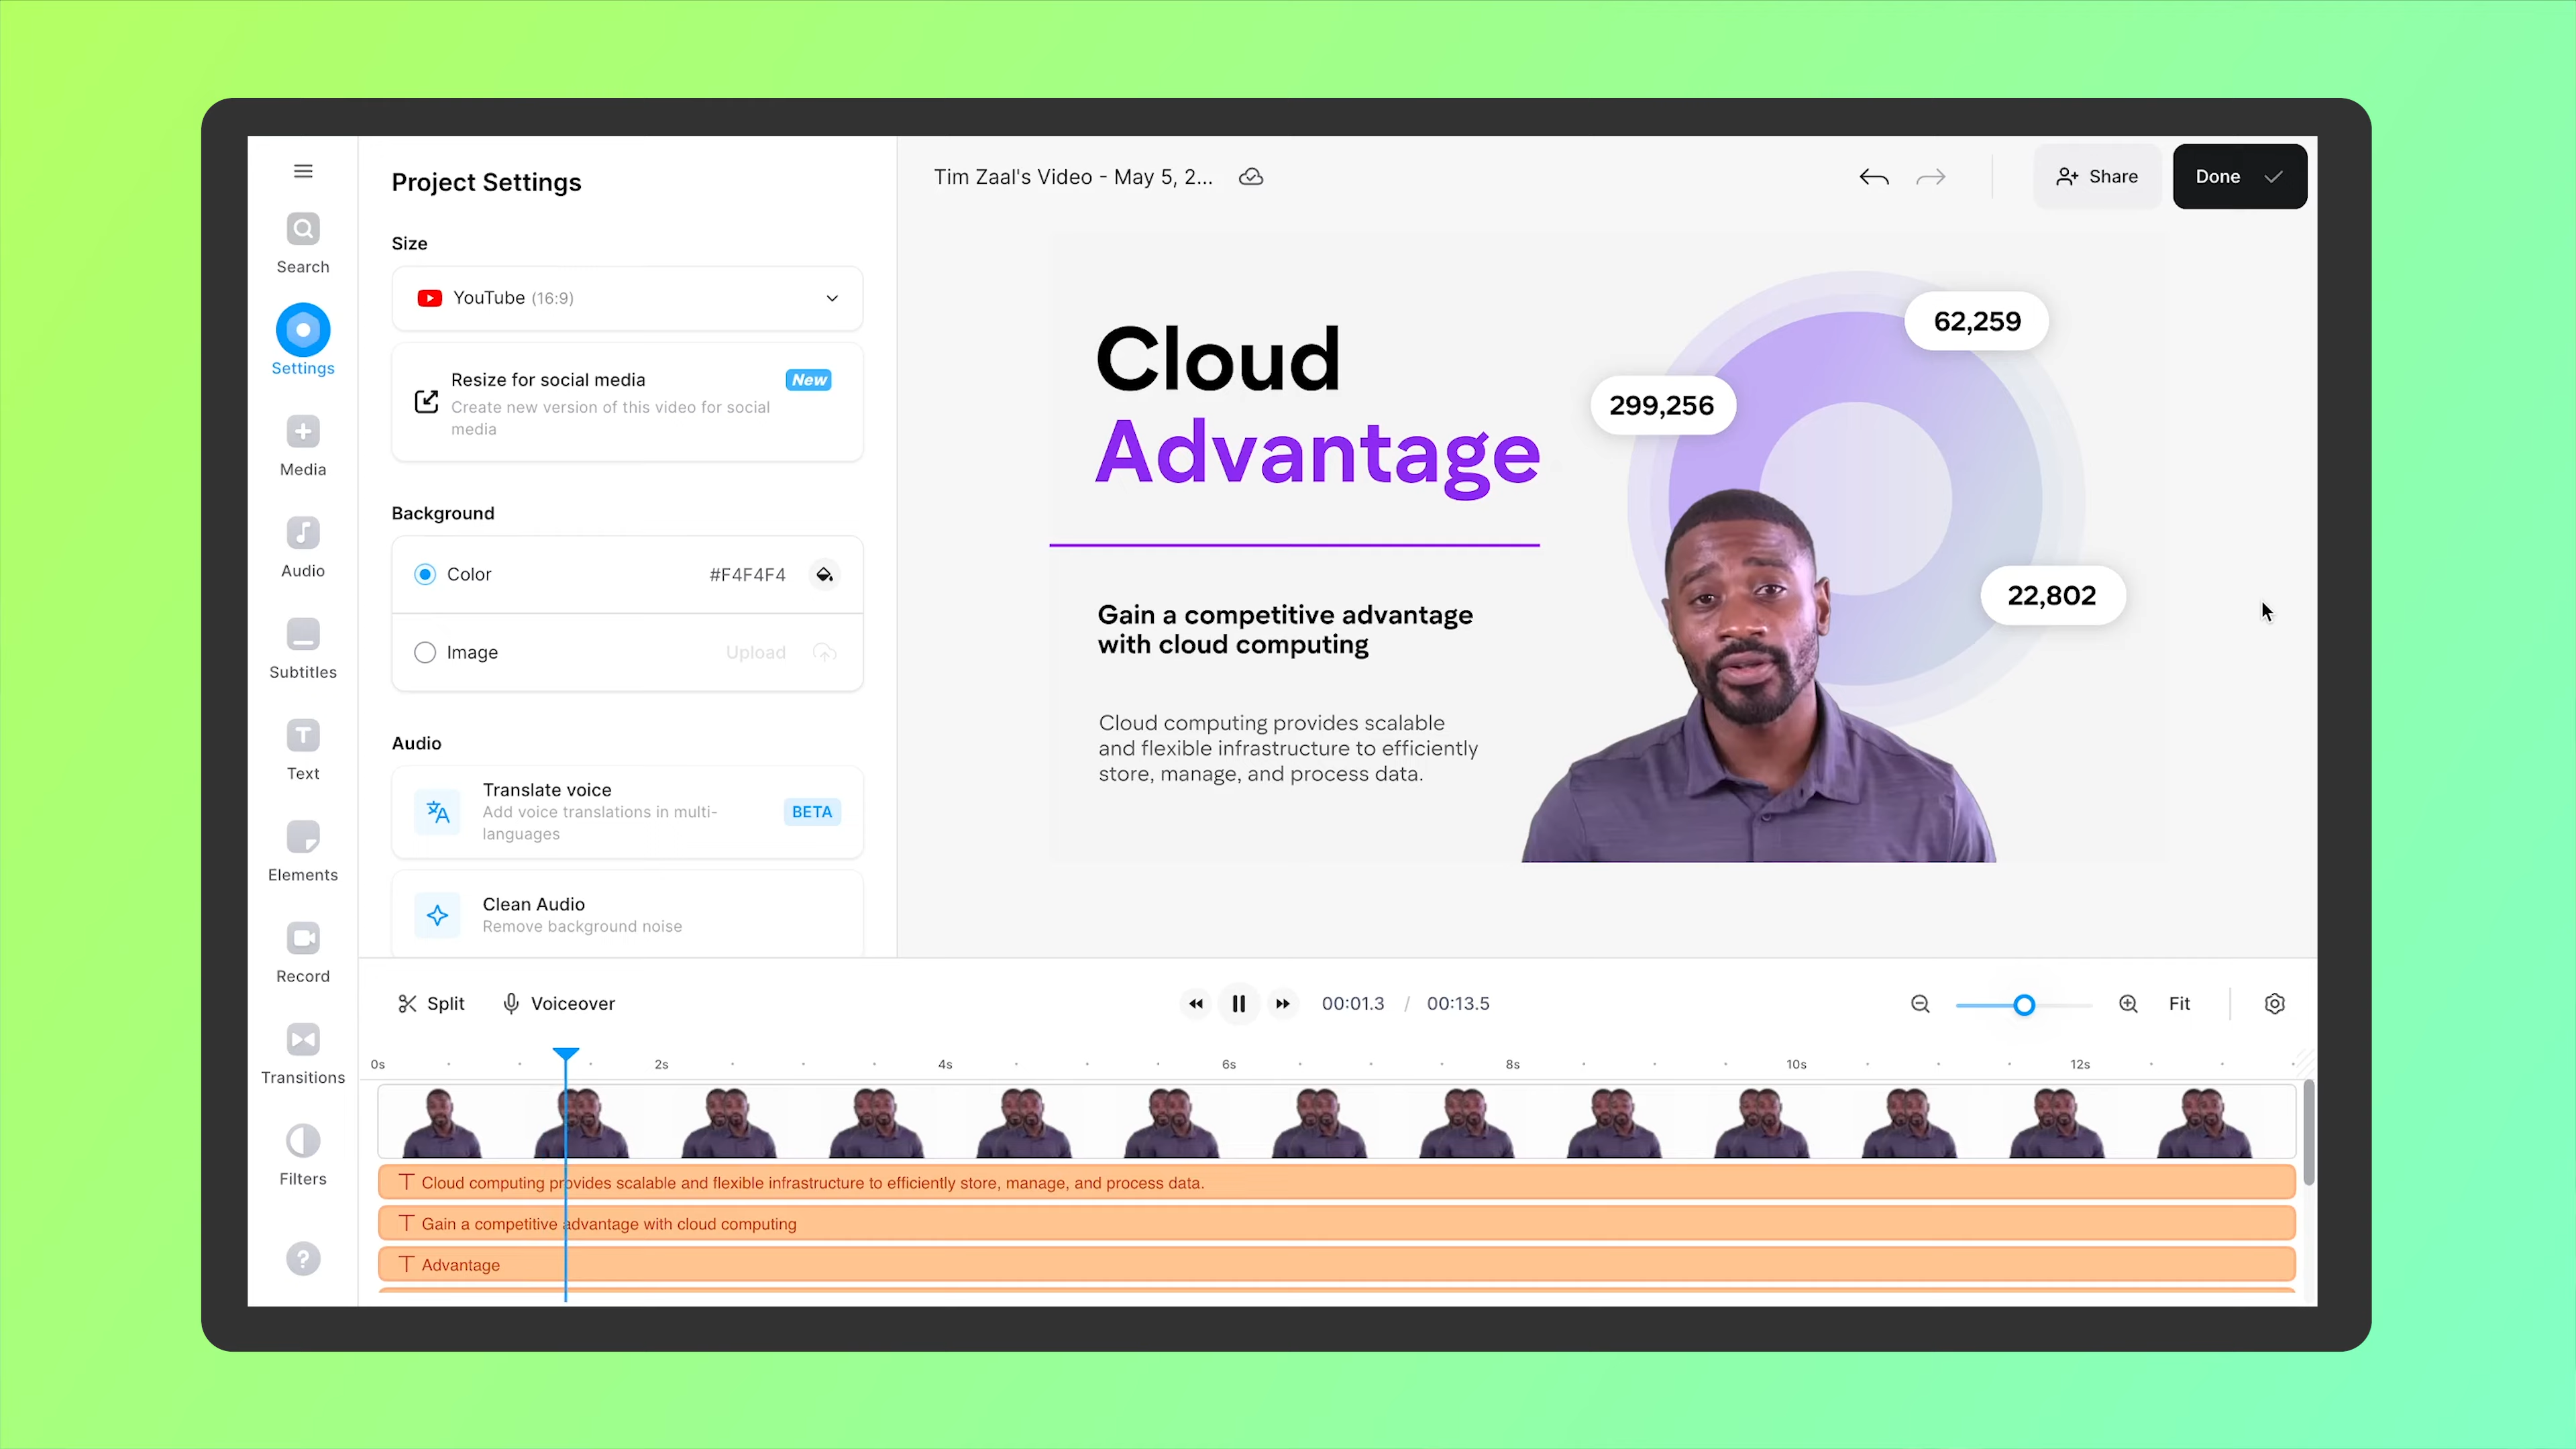 Search
Settings
Media
Audio
Subtitles
Text
Elements
Record
Transitions
Filters
?
Project Settings
Size
YouTube (16:9)
Resize for social media
New
Create new version of this video for social
media
Background
Color
#F4F4F4
Image
Upload
Audio
Translate voice
Add voice translations in multi-
languages
BETA
Clean Audio
Remove background noise
Tim Zaal's Video - May 5, 2...
Share
Done
Cloud
Advantage
Gain a competitive advantage
with cloud computing
Cloud computing provides scalable
and flexible infrastructure to efficiently
store, manage, and process data.
62,259
299,256
22,802
Split
Voiceover
00:01.3 / 00:13.5
Fit
0s 2s 4s 6s 8s 10s 12s
T Cloud computing provides scalable and flexible infrastructure to efficiently store, manage, and process data.
T Gain a competitive advantage with cloud computing
T Advantage